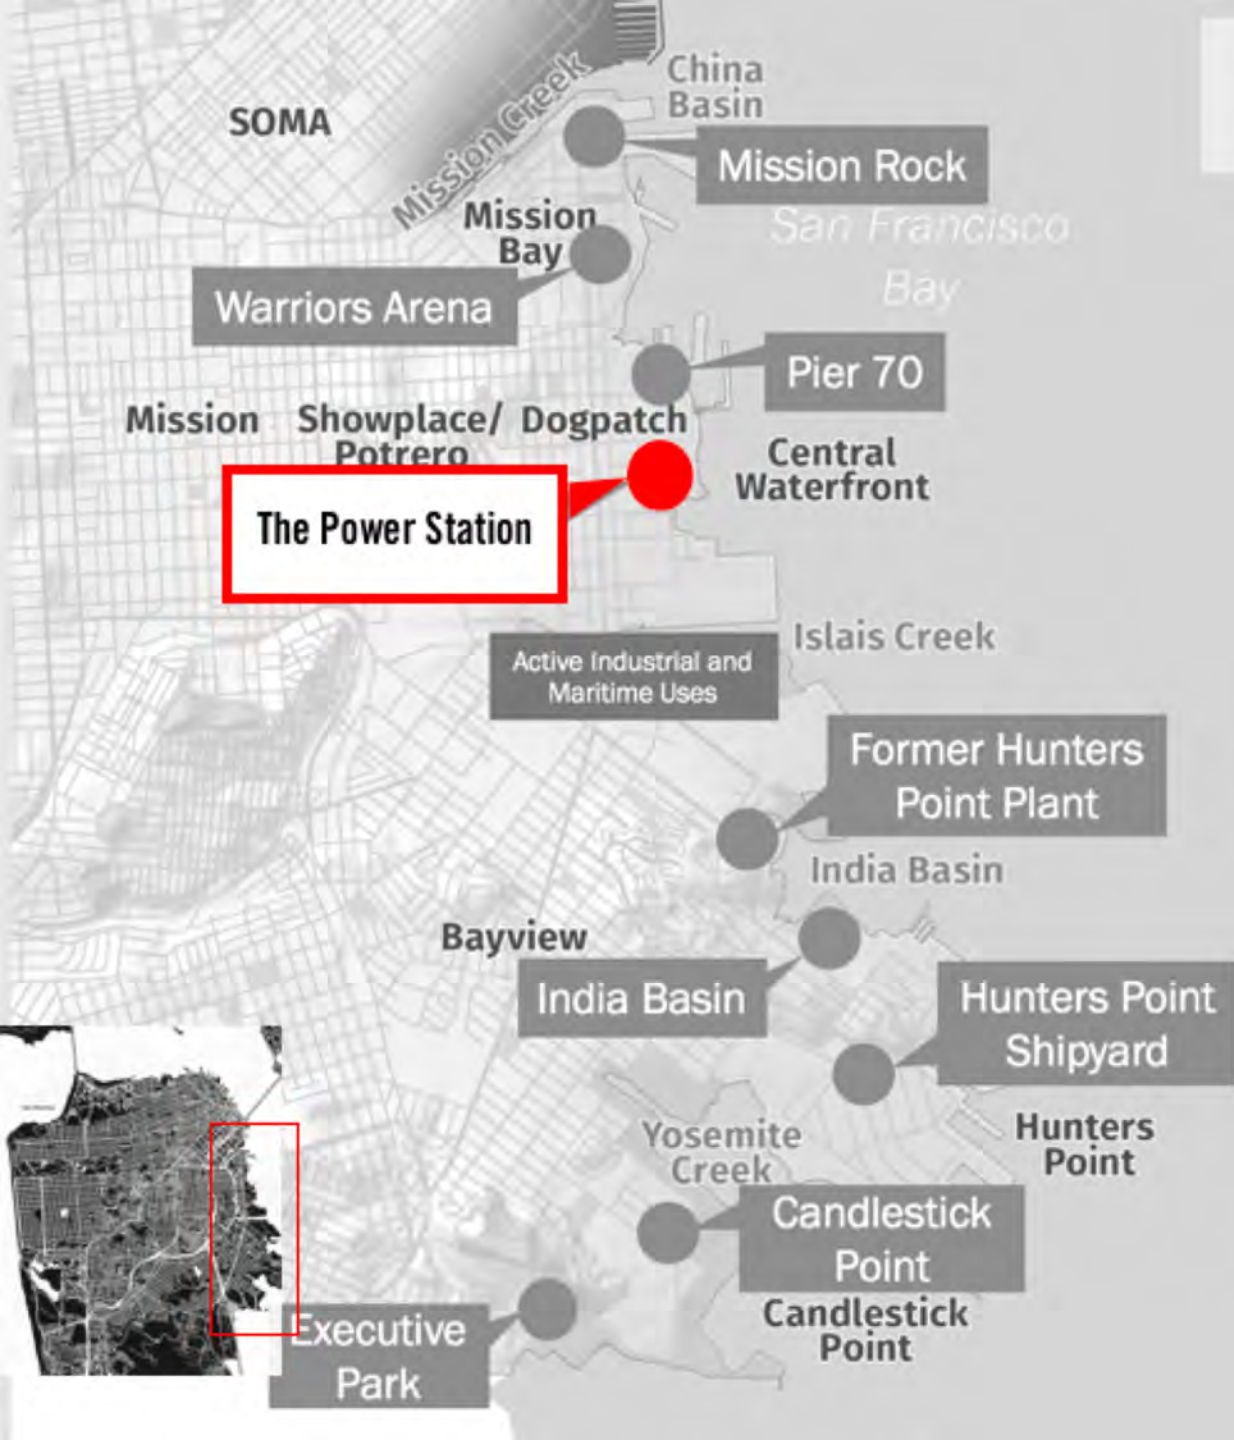 China
Basin
SOMA
Mission Creek
Mission Rock
Mission
Bay
San Francisco
Bay
Warriors Arena
Pier 70
Mission
Showplace/
Potrero
Dogpatch
Central
Waterfront
The Power Station
Islais Creek
Active Industrial and
Maritime Uses
Former Hunters
Point Plant
India Basin
Bayview
India Basin
Hunters Point
Shipyard
Yosemite
Creek
Hunters
Point
Candlestick
Point
Candlestick
Point
Executive
Park